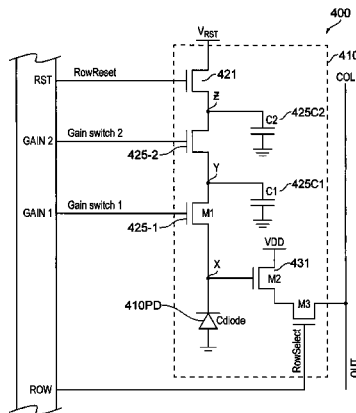 400
VRST
410
COL
RST
RowReset
421
Z
C2
425C2
GAIN 2
Gain switch 2
425-2
Y
C1
425C1
GAIN 1
Gain switch 1
M1
425-1
VDD
431
X
M2
410PD
Cdiode
M3
RowSelect
OUT
ROW